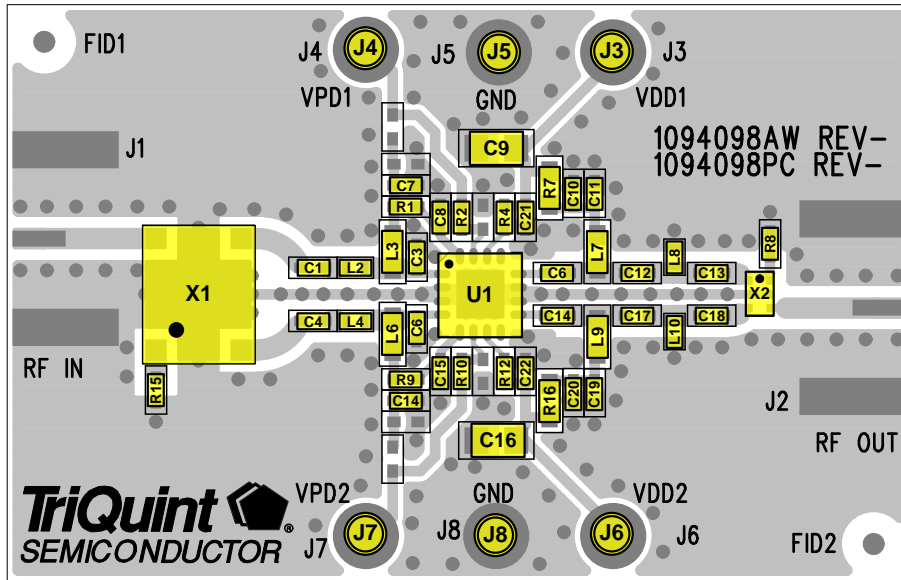 FID1
J4
J4
J5
J5
J3
J3
VPD1
GND
VDD1
J1
C9
1094098AW REV-
1094098PC REV-
C7
R1
C8
R2
R4
C21
R7
C10
C11
L3
C3
L7
L8
R8
C1
L2
C6
C12
C13
X1
U1
X2
C4
L4
L6
C6
C14
C17
C18
L9
L10
RF IN
R15
R9
C14
C15
R10
R12
C22
R16
C20
C19
J2
C16
RF OUT
TriQuint
SEMICONDUCTOR
®
VPD2
GND
VDD2
J7
J7
J8
J8
J6
J6
FID2